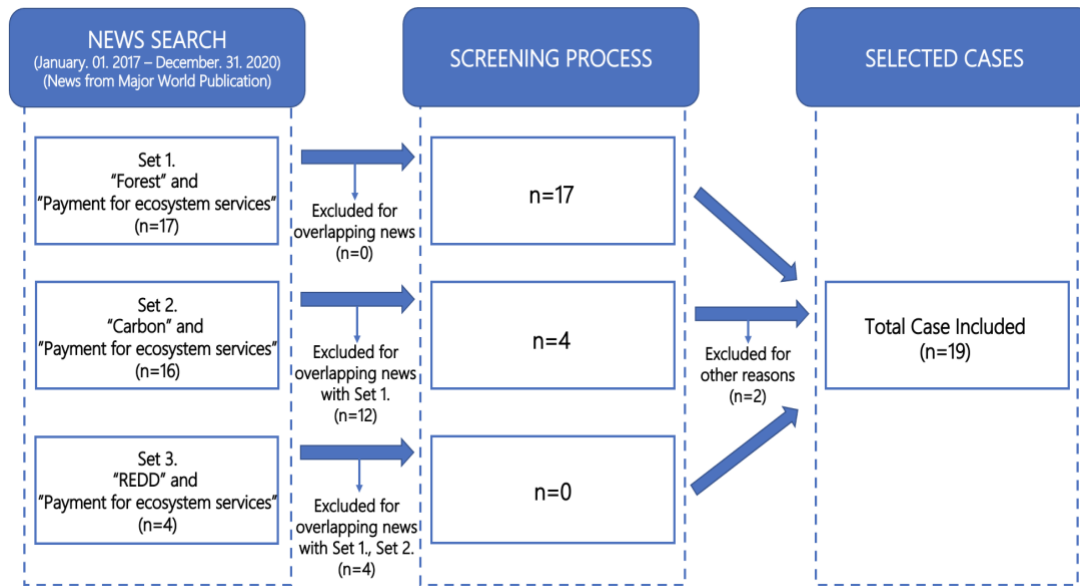 NEWS SEARCH
(January. 01. 2017 – December. 31. 2020)
(News from Major World Publication)
SCREENING PROCESS
SELECTED CASES
Set 1.
"Forest" and
"Payment for ecosystem services"
(n=17)
Excluded for
overlapping news
(n=0)
n=17
Set 2.
"Carbon" and
"Payment for ecosystem services"
(n=16)
Excluded for
overlapping news
with Set 1.
(n=12)
n=4
Excluded for
other reasons
(n=2)
Total Case Included
(n=19)
Set 3.
"REDD" and
"Payment for ecosystem services"
(n=4)
Excluded for
overlapping news
with Set 1., Set 2.
(n=4)
n=0